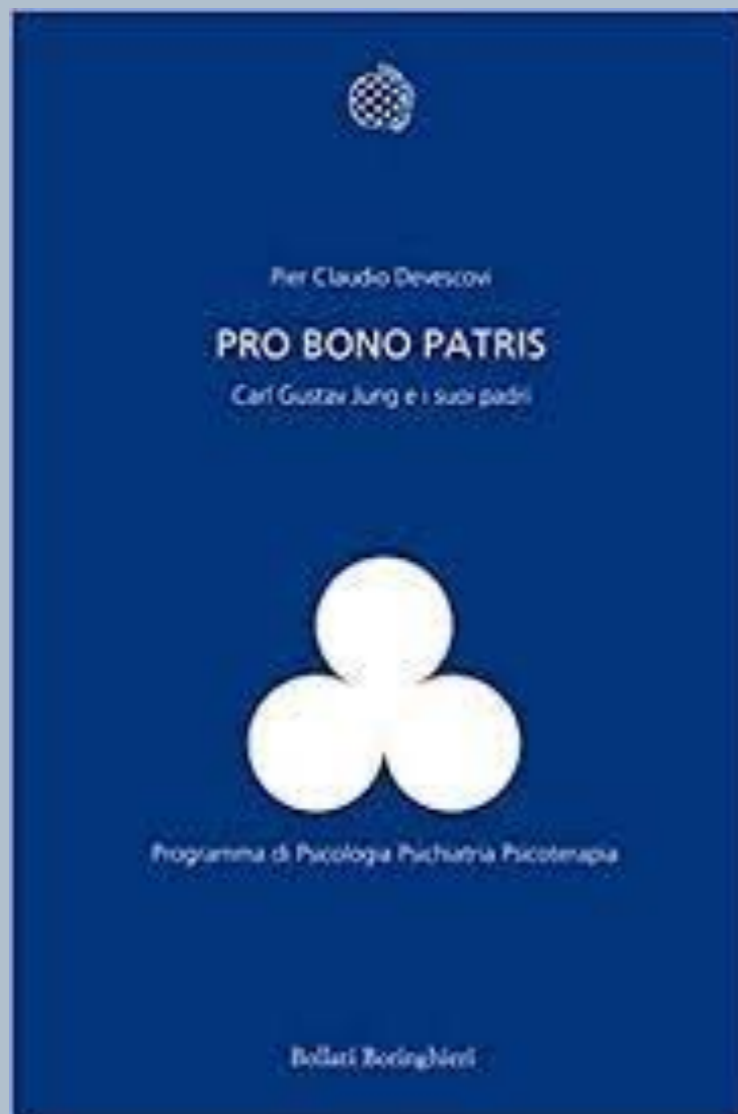 Pier Claudio Devescovi
PRO BONO PATRIS
Carl Gustav Jung e i suoi padri
Programma di Psicologia Psichiatria Psicoterapia
Bollati Boringhieri